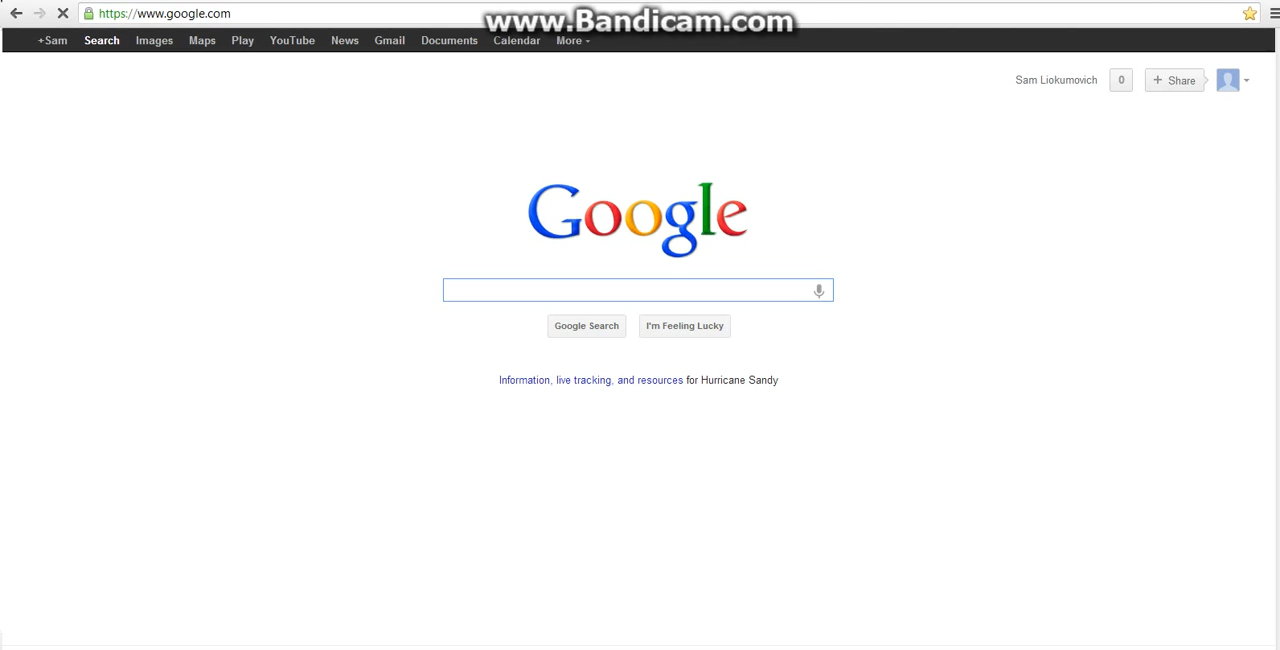 https://www.google.com
www.Bandicam.com
+Sam Search Images Maps Play YouTube News Gmail Documents Calendar More
Sam Liokumovich 0 + Share
Google
Google Search I'm Feeling Lucky
Information, live tracking, and resources for Hurricane Sandy